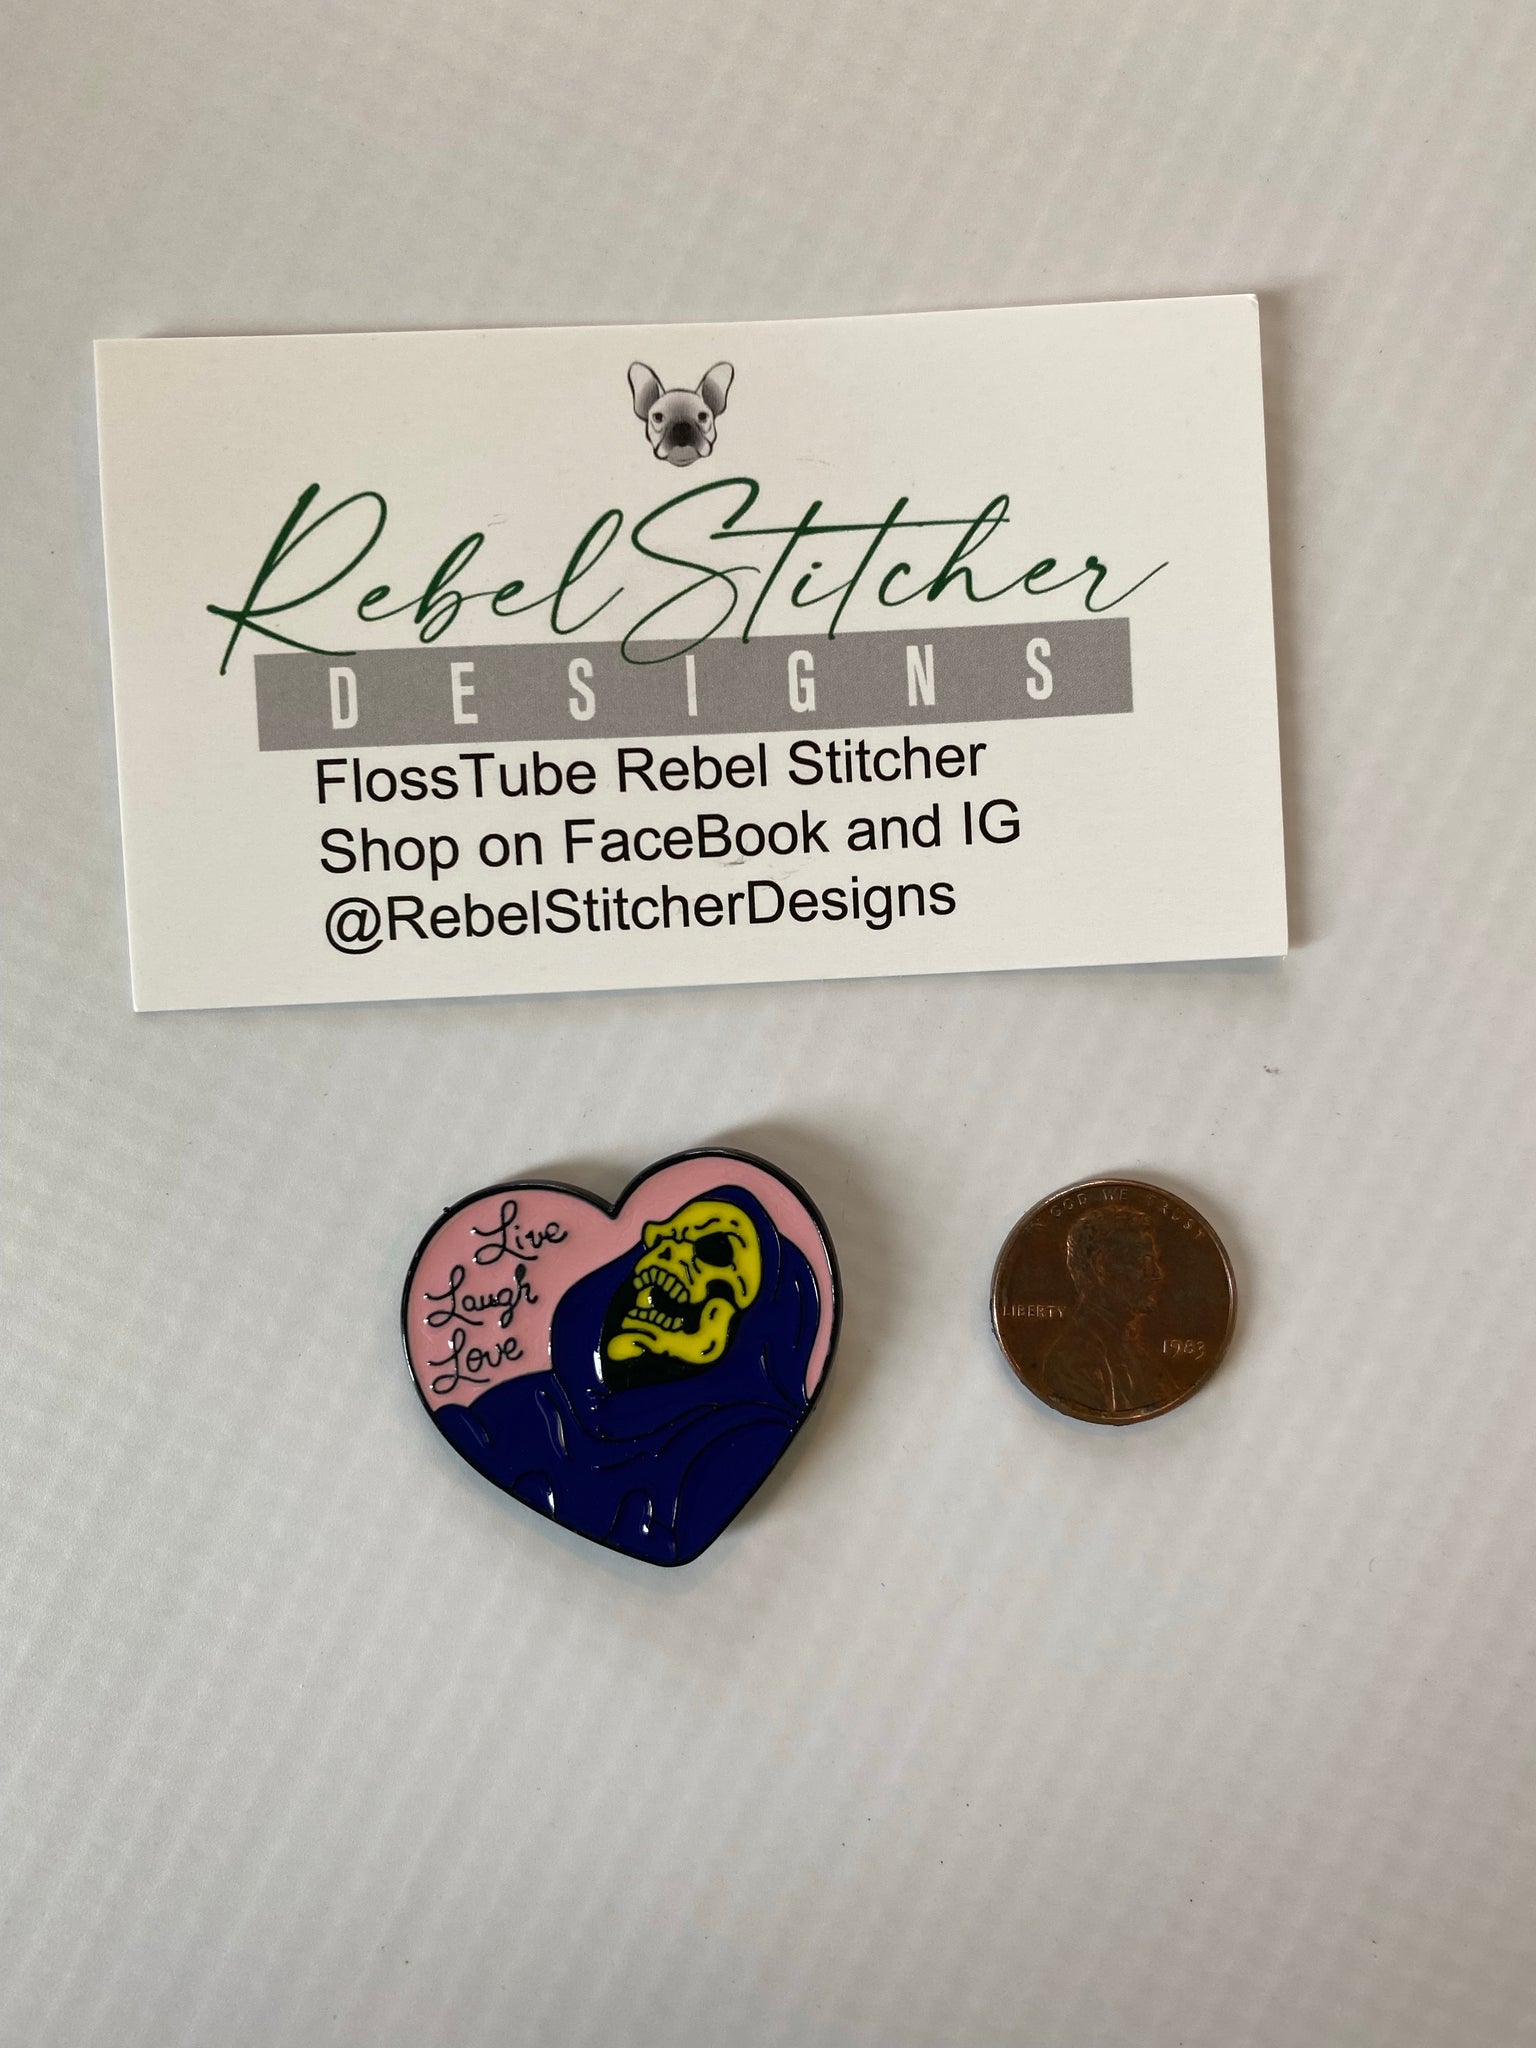 RebelStitcher
DESIGNS
FlossTube Rebel Stitcher
Shop on FaceBook and IG
@RebelStitcherDesigns
Live
Laugh
Love
IN GOD WE TRUST
LIBERTY
1983